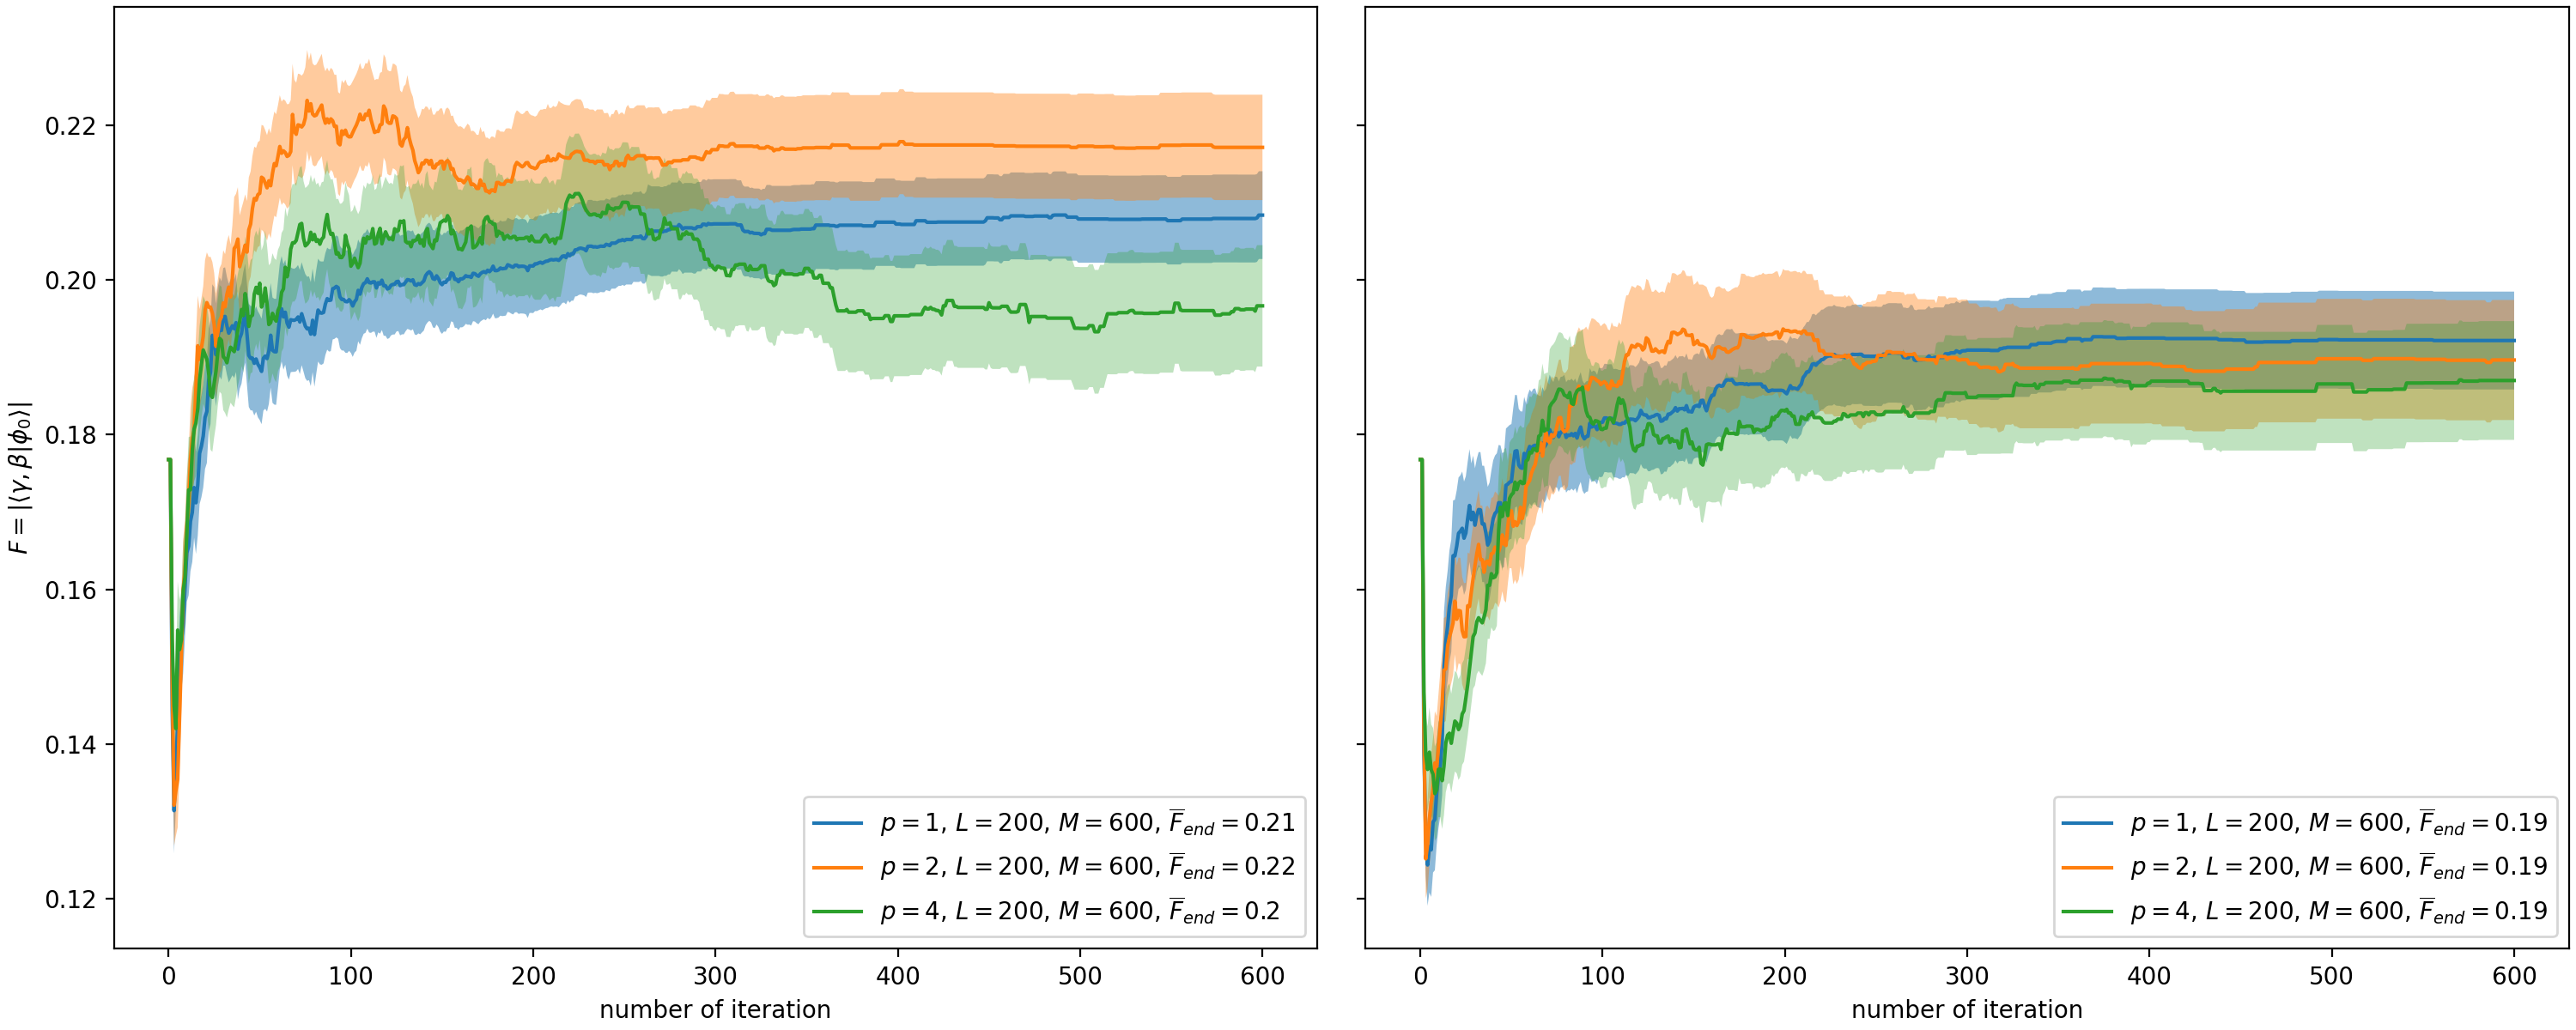 F = |⟨γ, β|ϕ₀⟩|
0.22
0.20
0.18
0.16
0.14
0.12
p = 1, L = 200, M = 600, F̅_end = 0.21
p = 2, L = 200, M = 600, F̅_end = 0.22
p = 4, L = 200, M = 600, F̅_end = 0.2
0 100 200 300 400 500 600
number of iteration
p = 1, L = 200, M = 600, F̅_end = 0.19
p = 2, L = 200, M = 600, F̅_end = 0.19
p = 4, L = 200, M = 600, F̅_end = 0.19
0 100 200 300 400 500 600
number of iteration